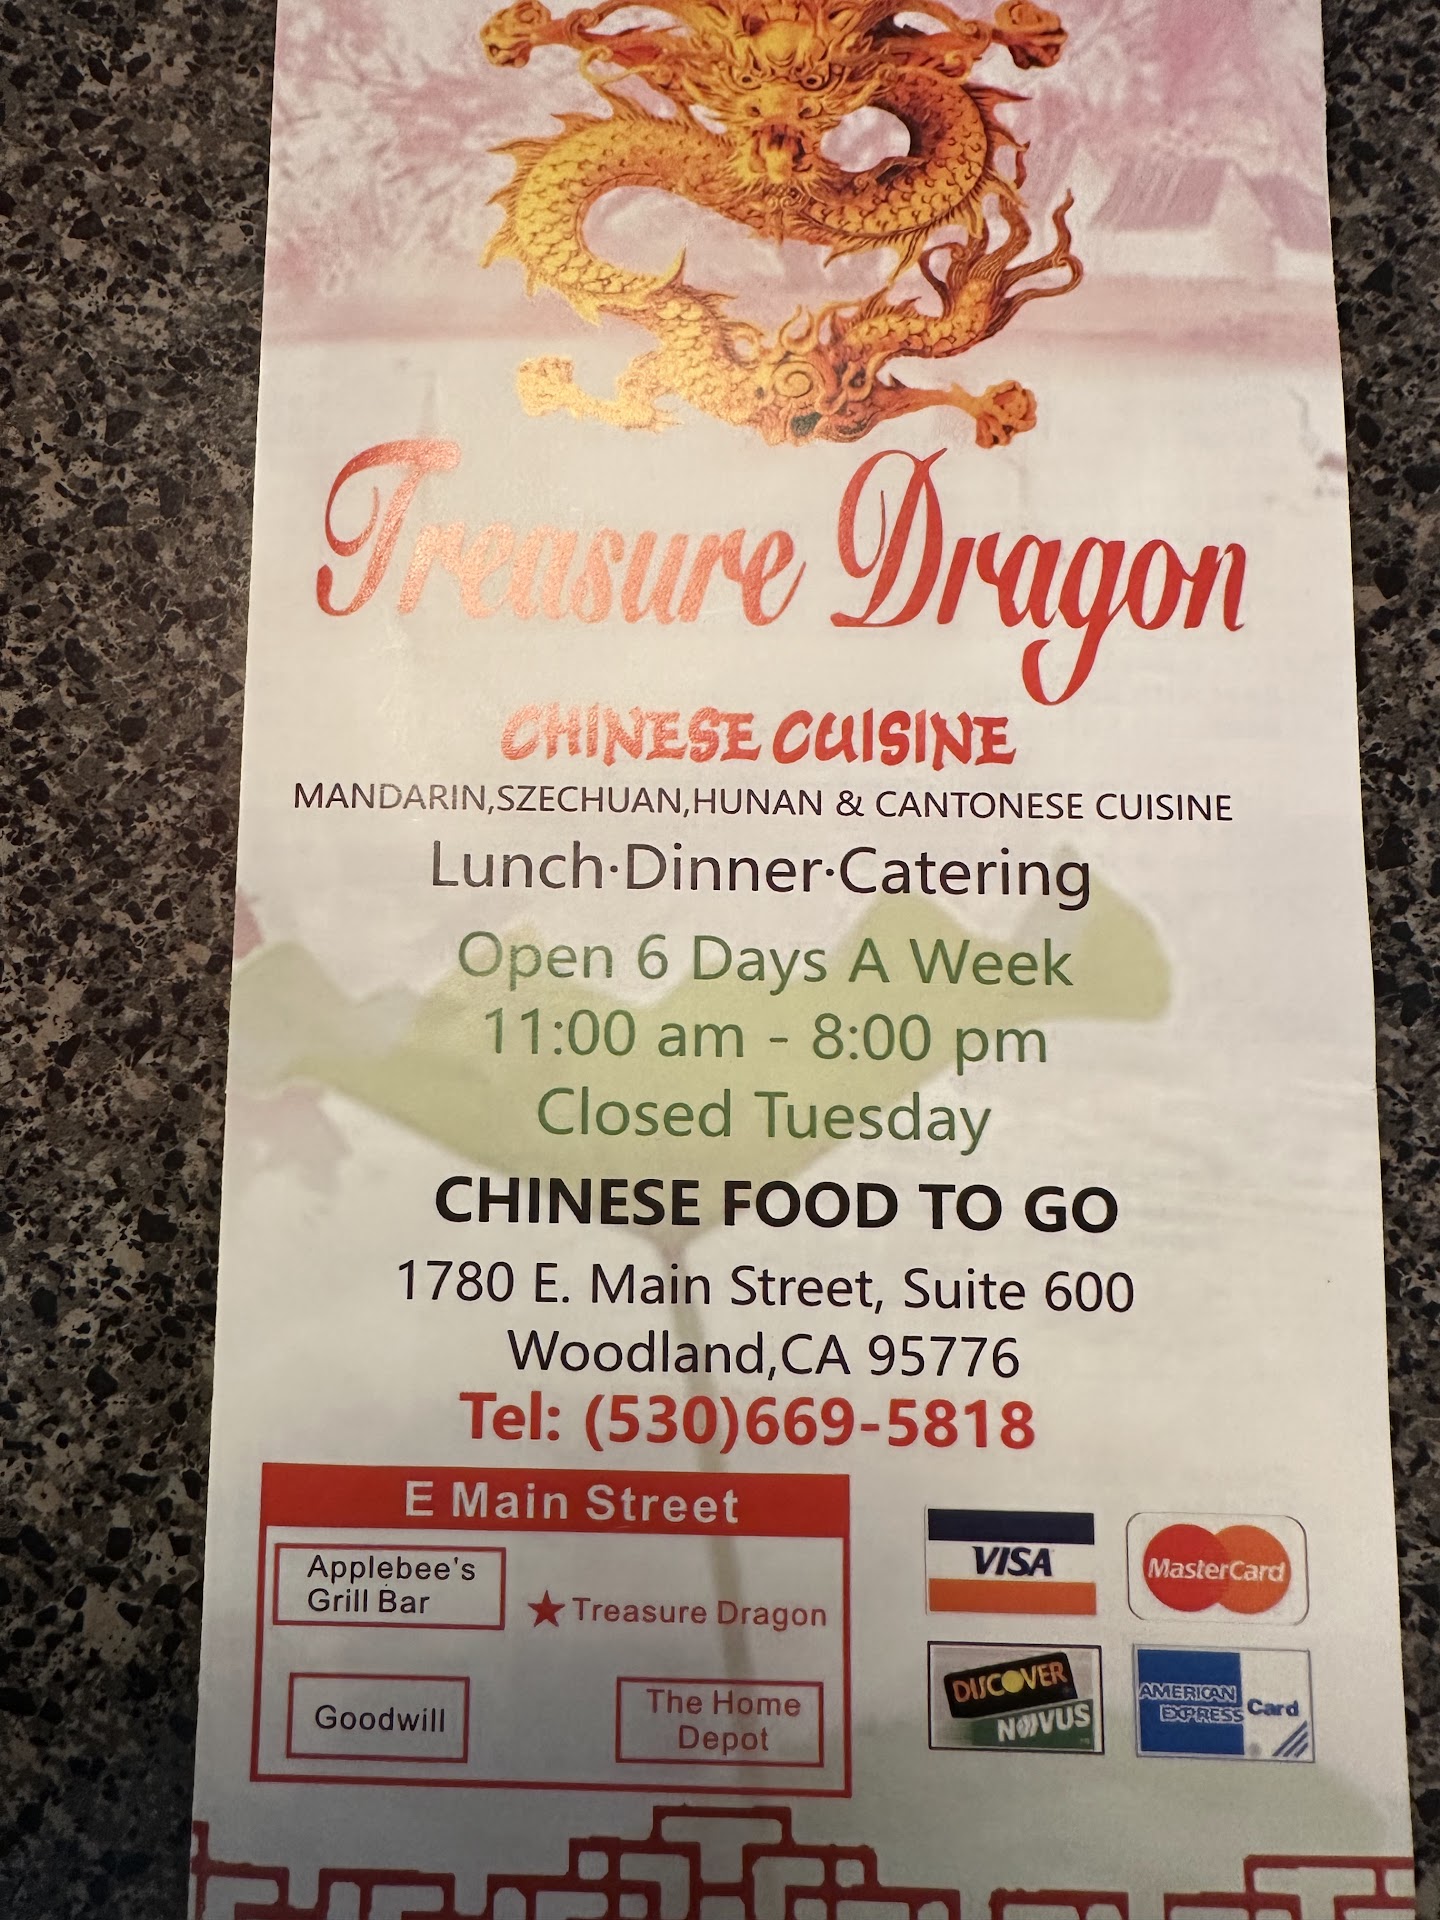 Treasure Dragon
CHINESE CUISINE
MANDARIN,SZECHUAN,HUNAN & CANTONESE CUISINE
Lunch·Dinner·Catering
Open 6 Days A Week
11:00 am - 8:00 pm
Closed Tuesday
CHINESE FOOD TO GO
1780 E. Main Street, Suite 600
Woodland,CA 95776
Tel: (530)669-5818
E Main Street
Applebee's
Grill Bar
★Treasure Dragon
Goodwill
The Home
Depot
VISA
MasterCard
DISCOVER
NOVUS
AMERICAN
EXPRESS
Card